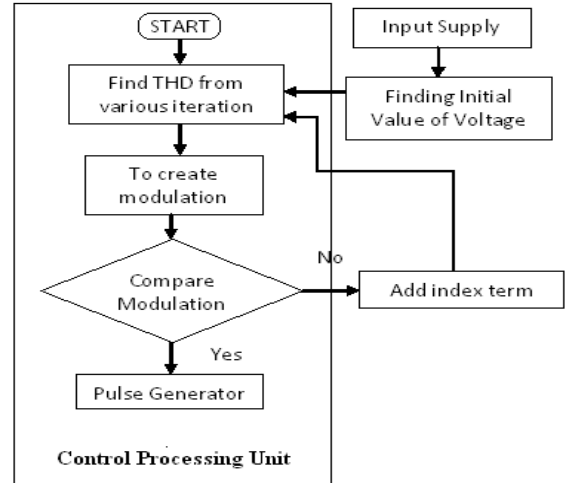 START
Input Supply
Find THD from
various iteration
Finding Initial
Value of Voltage
To create
modulation
Compare
Modulation
No
Add index term
Yes
Pulse Generator
Control Processing Unit